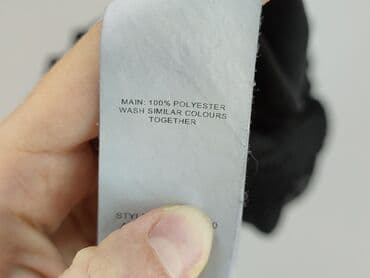 MAIN: 100% POLYESTER
WASH SIMILAR COLOURS
TOGETHER